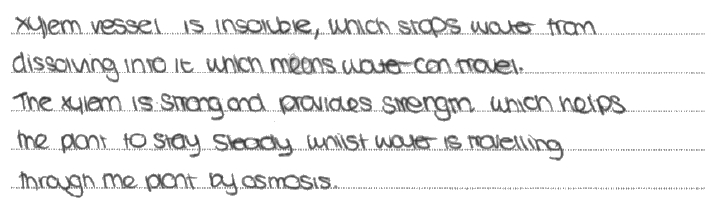 xylem vessel is insoluble, which stops water from
dissolving into it which means water can travel.
The xylem is strong and provides strength which helps
the plant to stay steady whilst water is travelling
through the plant by osmosis.